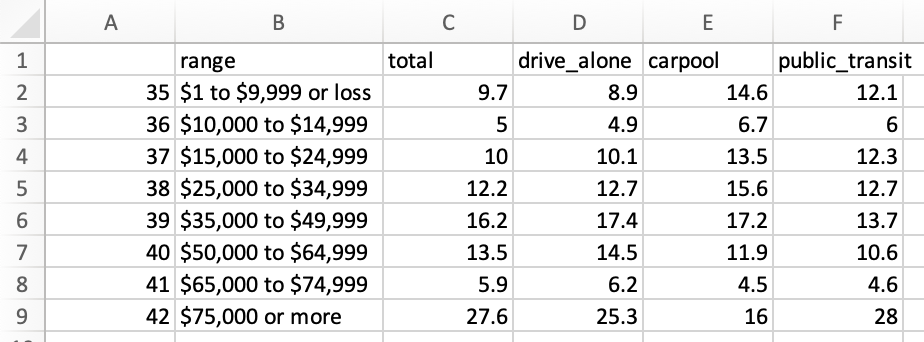 A B C D E F
1 range total drive_alone carpool public_transit
2 35 $1 to $9,999 or loss 9.7 8.9 14.6 12.1
3 36 $10,000 to $14,999 5 4.9 6.7 6
4 37 $15,000 to $24,999 10 10.1 13.5 12.3
5 38 $25,000 to $34,999 12.2 12.7 15.6 12.7
6 39 $35,000 to $49,999 16.2 17.4 17.2 13.7
7 40 $50,000 to $64,999 13.5 14.5 11.9 10.6
8 41 $65,000 to $74,999 5.9 6.2 4.5 4.6
9 42 $75,000 or more 27.6 25.3 16 28